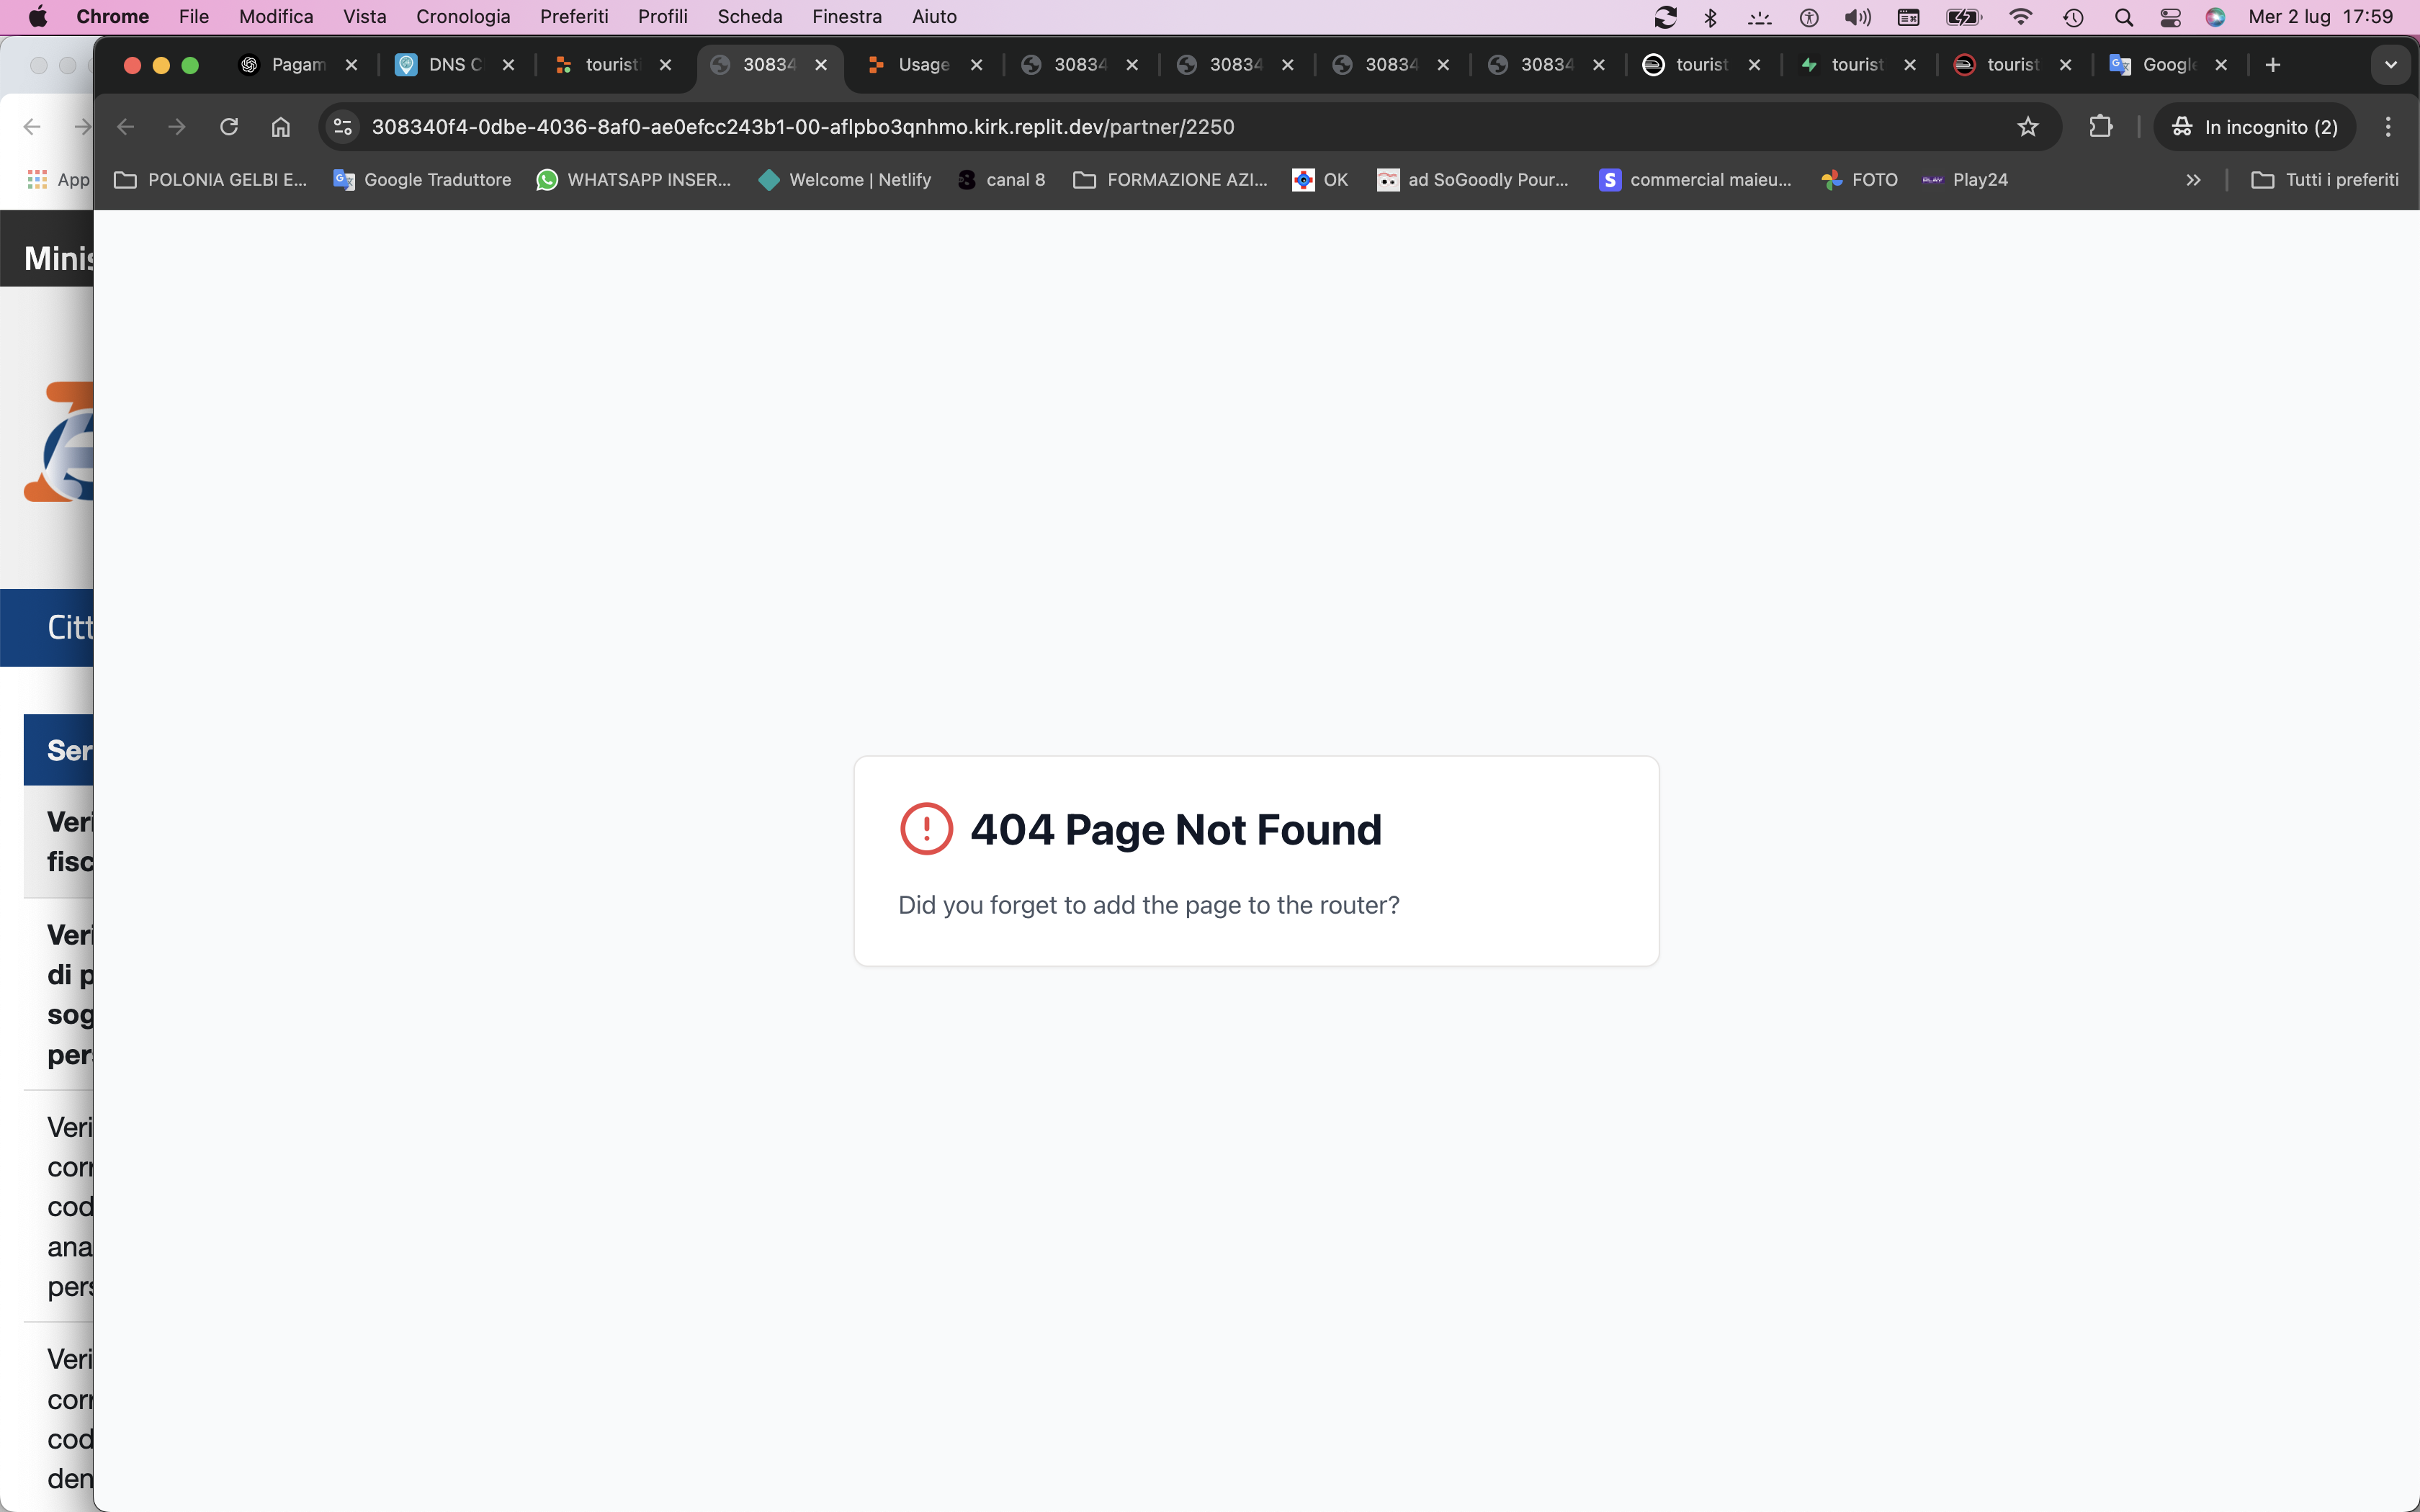 Chrome File Modifica Vista Cronologia Preferiti Profili Scheda Finestra Aiuto Mer 2 lug 17:59
Pagam DNS C tourist 30834 Usage 30834 30834 30834 30834 tourist tourist tourist Google
308340f4-0dbe-4036-8af0-ae0efcc243b1-00-aflpbo3qnhmo.kirk.replit.dev/partner/2250 In incognito (2)
App POLONIA GELBI E... Google Traduttore WHATSAPP INSER... Welcome | Netlify canal 8 FORMAZIONE AZI... OK ad SoGoodly Pour... commercial maieu... FOTO Play24 Tutti i preferiti
Minis
Citt
Ser
Veri
fisc
Veri
di p
sog
pers
Veri
corr
cod
ana
pers
Veri
corr
cod
den
404 Page Not Found
Did you forget to add the page to the router?